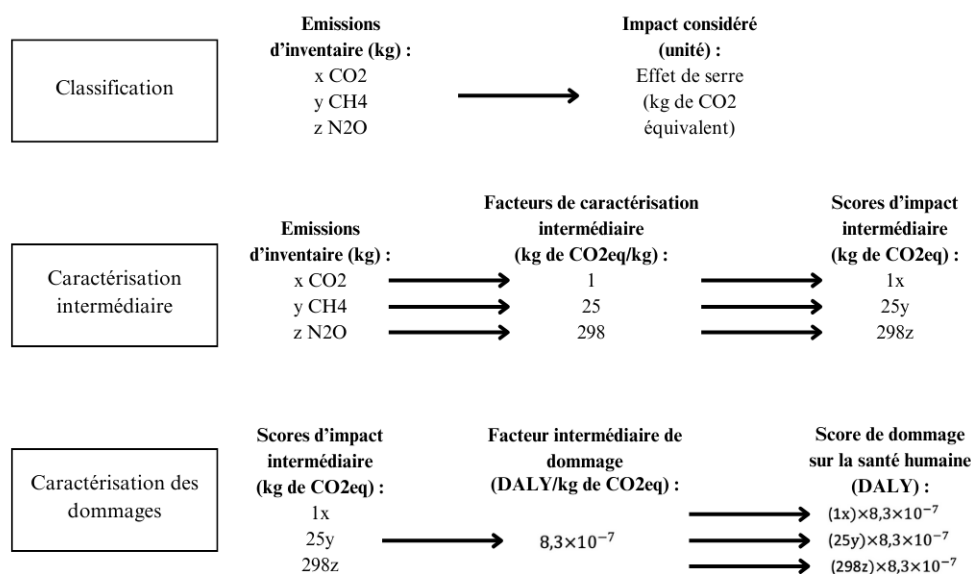 Classification
Emissions
d'inventaire (kg) :
x CO2
y CH4
z N2O
Impact considéré
(unité) :
Effet de serre
(kg de CO2
équivalent)
Caractérisation
intermédiaire
Emissions
d'inventaire (kg) :
x CO2
y CH4
z N2O
Facteurs de caractérisation
intermédiaire
(kg de CO2eq/kg) :
1
25
298
Scores d'impact
intermédiaire
(kg de CO2eq) :
1x
25y
298z
Caractérisation des
dommages
Scores d'impact
intermédiaire
(kg de CO2eq) :
1x
25y
298z
Facteur intermédiaire de
dommage
(DALY/kg de CO2eq) :
8,3×10⁻⁷
Score de dommage
sur la santé humaine
(DALY) :
(1x)×8,3×10⁻⁷
(25y)×8,3×10⁻⁷
(298z)×8,3×10⁻⁷